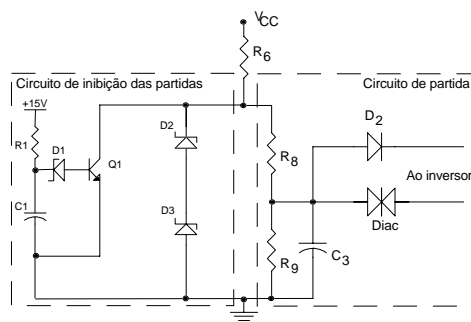 VCC
R6
Circuito de inibição das partidas
Circuito de partida
+15V
R1
D1
Q1
C1
D2
D3
R8
R9
C3
D2
Ao inversor
Diac